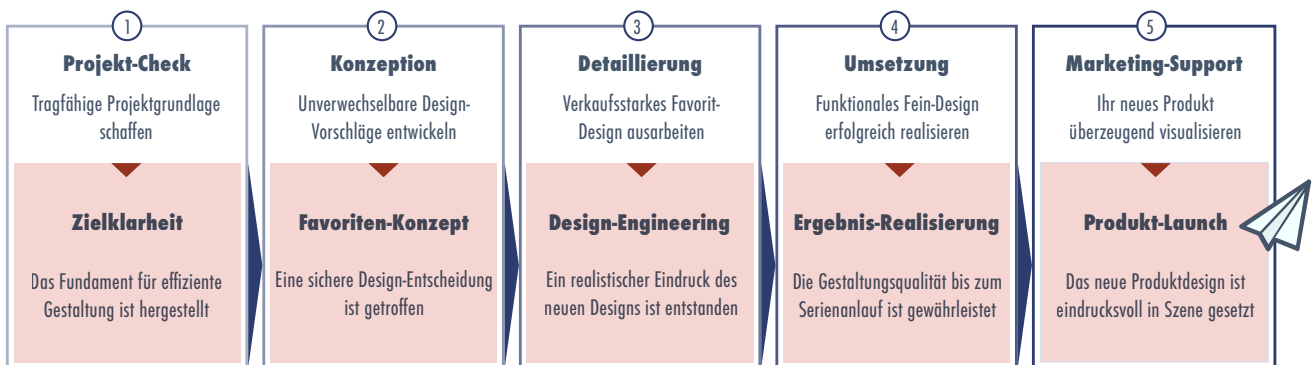 1
Projekt-Check
Tragfähige Projektgrundlage
schaffen
Zielklarheit
Das Fundament für effiziente
Gestaltung ist hergestellt
2
Konzeption
Unverwechselbare Design-
Vorschläge entwickeln
Favoriten-Konzept
Eine sichere Design-Entscheidung
ist getroffen
3
Detaillierung
Verkaufsstarkes Favorit-
Design ausarbeiten
Design-Engineering
Ein realistischer Eindruck des
neuen Designs ist entstanden
4
Umsetzung
Funktionales Fein-Design
erfolgreich realisieren
Ergebnis-Realisierung
Die Gestaltungsqualität bis zum
Serienanlauf ist gewährleistet
5
Marketing-Support
Ihr neues Produkt
überzeugend visualisieren
Produkt-Launch
Das neue Produktdesign ist
eindrucksvoll in Szene gesetzt